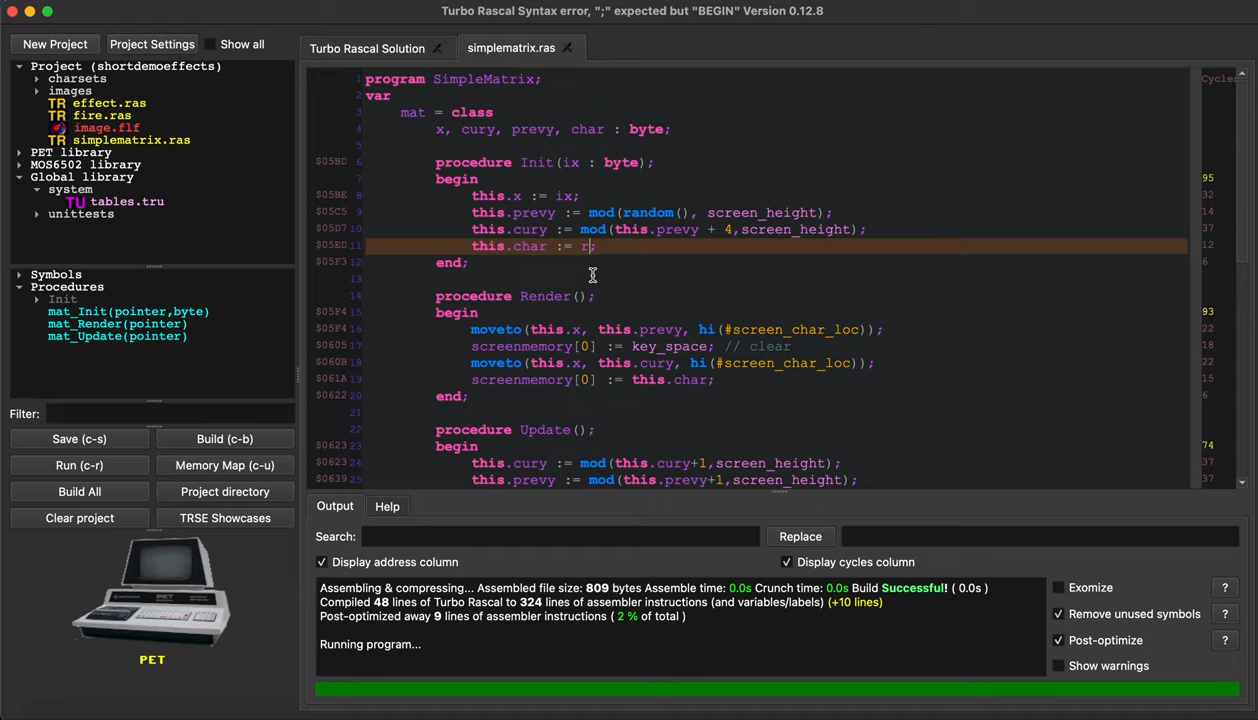 Turbo Rascal Syntax error, ";" expected but "BEGIN" Version 0.12.8
New Project
Project Settings
Show all
Project (shortdemoeffects)
charsets
images
TR effect.ras
TR fire.ras
image.flf
TR simplematrix.ras
PET library
MOS6502 library
Global library
system
TU tables.tru
unittests
Symbols
Procedures
Init
mat_Init(pointer,byte)
mat_Render(pointer)
mat_Update(pointer)
Filter:
Save (c-s)
Build (c-b)
Run (c-r)
Memory Map (c-u)
Build All
Project directory
Clear project
TRSE Showcases
PET
Turbo Rascal Solution
simplematrix.ras
Cycles
1 program SimpleMatrix;
2 var
3 mat = class
4 x, cury, prevy, char : byte;
5
$05BD 6 procedure Init(ix : byte);
7 begin 95
$05BE 8 this.x := ix; 32
$05C5 9 this.prevy := mod(random(), screen_height); 14
$05D7 10 this.cury := mod(this.prevy + 4,screen_height); 37
$05ED 11 this.char := r; 12
$05F3 12 end; 6
13
14 procedure Render();
$05F4 15 begin 93
$05F4 16 moveto(this.x, this.prevy, hi(#screen_char_loc)); 22
$0605 17 screenmemory[0] := key_space; // clear 18
$060B 18 moveto(this.x, this.cury, hi(#screen_char_loc)); 22
$061A 19 screenmemory[0] := this.char; 15
$0622 20 end; 6
21
22 procedure Update();
$0623 23 begin 74
$0623 24 this.cury := mod(this.cury+1,screen_height); 37
$0639 25 this.prevy := mod(this.prevy+1,screen_height); 37
Output
Help
Search:
Replace
Display address column
Display cycles column
Assembling & compressing... Assembled file size: 809 bytes Assemble time: 0.0s Crunch time: 0.0s Build Successful! ( 0.0s )
Compiled 48 lines of Turbo Rascal to 324 lines of assembler instructions (and variables/labels) (+10 lines)
Post-optimized away 9 lines of assembler instructions ( 2 % of total )
Running program...
Exomize ?
Remove unused symbols ?
Post-optimize ?
Show warnings